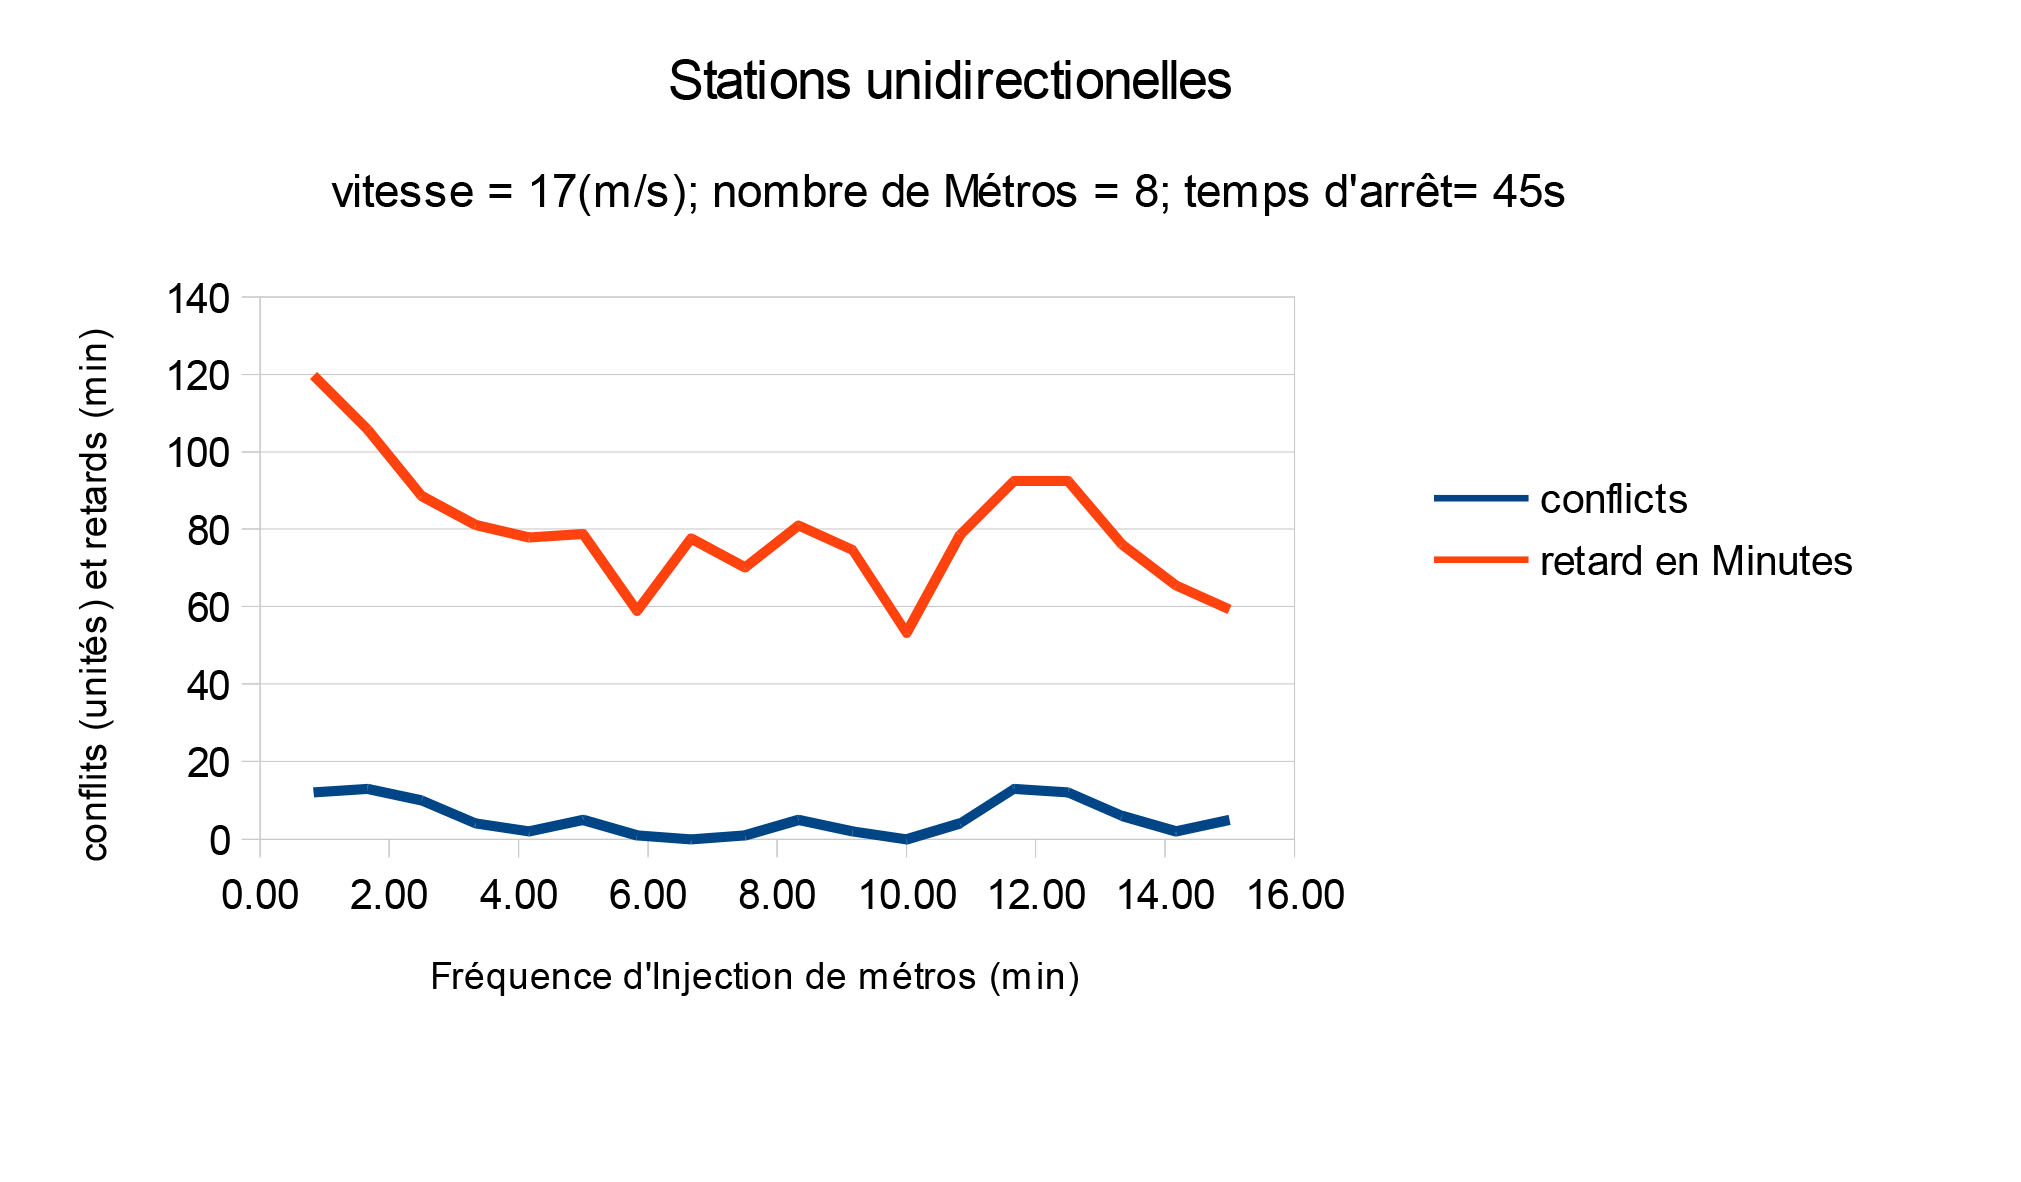 Stations unidirectionelles
vitesse = 17(m/s); nombre de Métros = 8; temps d'arrêt= 45s
conflits (unités) et retards (min)
140
120
100
80
60
40
20
0
0.00 2.00 4.00 6.00 8.00 10.00 12.00 14.00 16.00
Fréquence d'Injection de métros (min)
conflicts
retard en Minutes